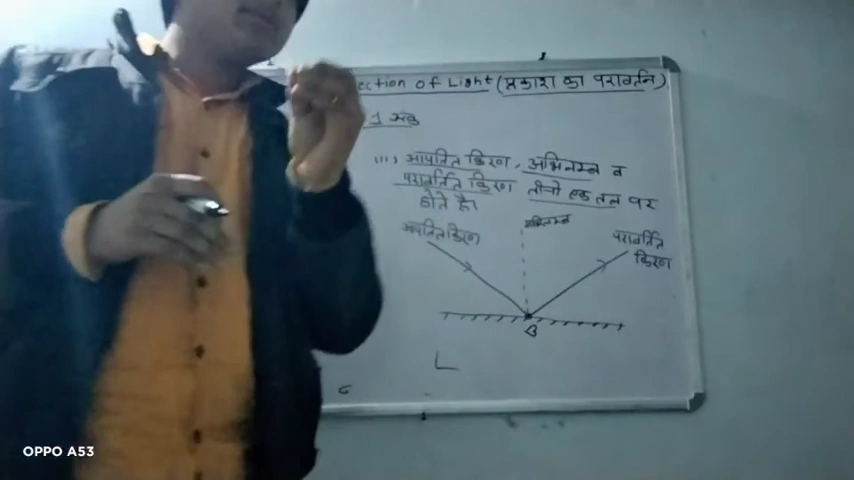 ection of Light (प्रकाश का परावर्तन)
1 अंक
(iii) आपतित किरण, अभिलम्ब व
परावर्तित किरण तीनो एक तल पर
होते है।
आपतित किरण
अभिलम्ब
परावर्तित
किरण
B
OPPO A53